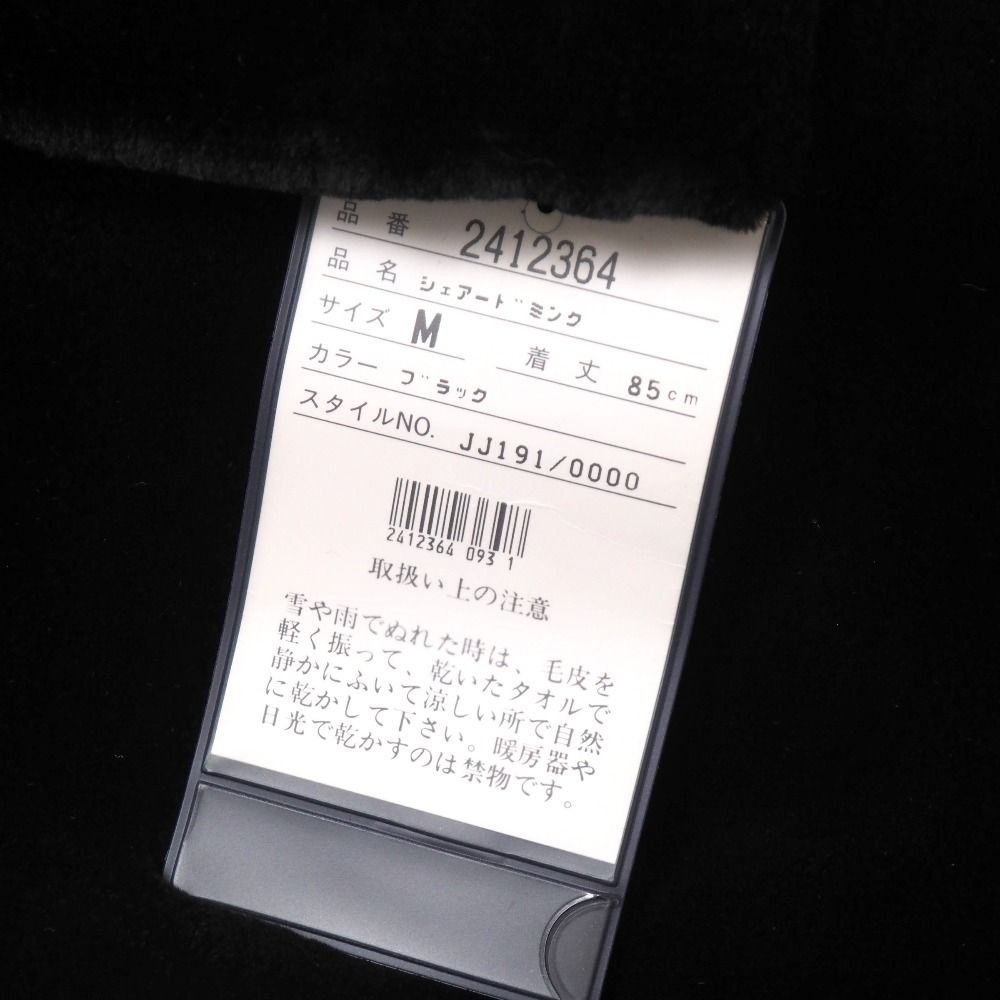 品番 2412364
品名 シェアードミンク
サイズ M 着丈 85cm
カラー ブラック
スタイルNO. JJ191/0000
2412364 093 1
取扱い上の注意
雪や雨でぬれた時は、毛皮を
軽く振って、乾いたタオルで
静かにふいて涼しい所で自然
に乾かして下さい。暖房器や
日光で乾かすのは禁物です。